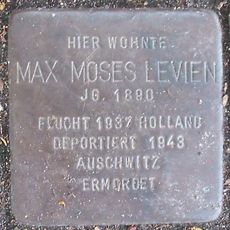 HIER WOHNTE
MAX MOSES LEVIEN
JG. 1890
FLUCHT 1937 HOLLAND
DEPORTIERT 1943
AUSCHWITZ
ERMORDET